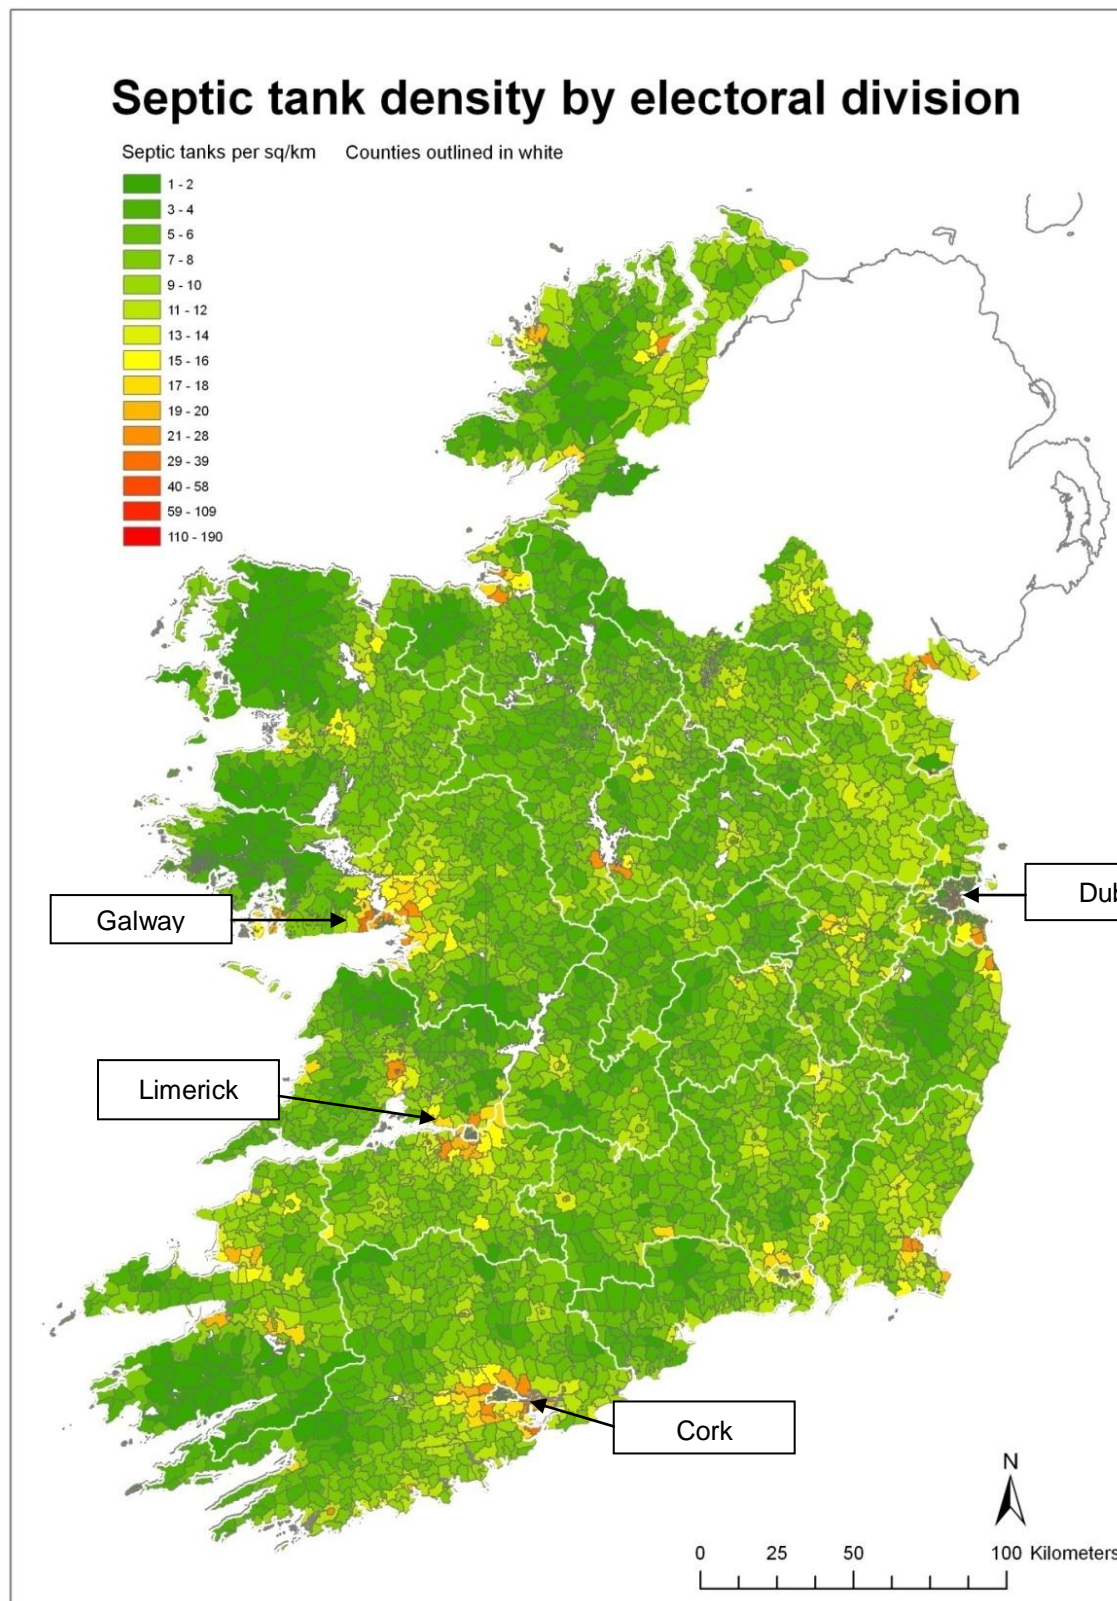 Septic tank density by electoral division
Septic tanks per sq/km Counties outlined in white
1 - 2
3 - 4
5 - 6
7 - 8
9 - 10
11 - 12
13 - 14
15 - 16
17 - 18
19 - 20
21 - 28
29 - 39
40 - 58
59 - 109
110 - 190
Dub
Galway
Limerick
Cork
N
0 25 50 100 Kilometers